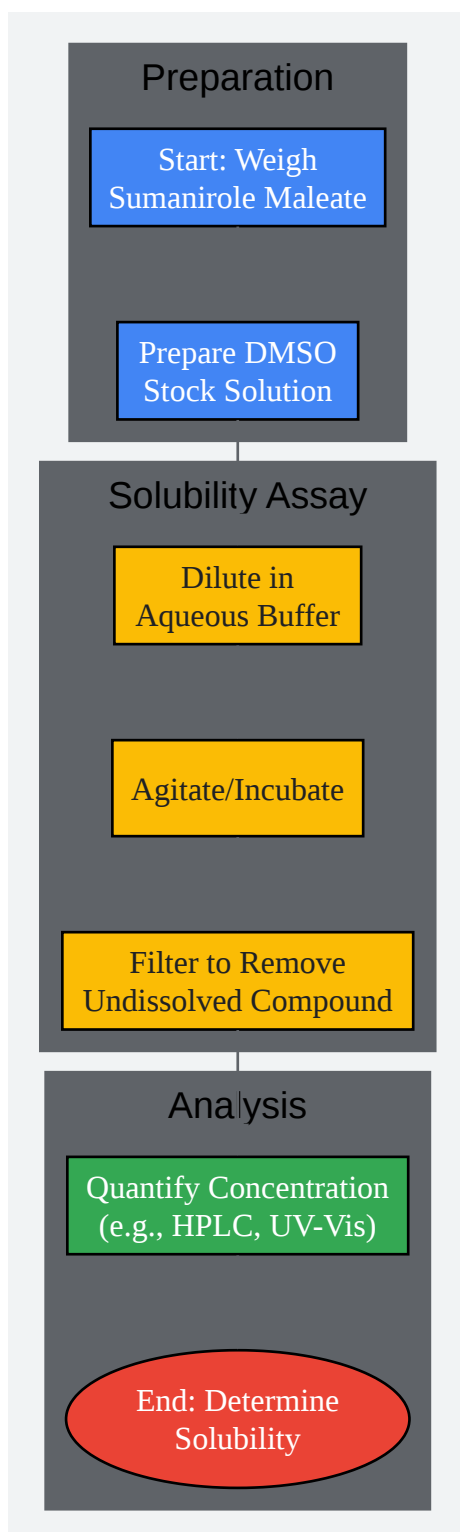 Preparation
Start: Weigh
Sumanirole Maleate
Prepare DMSO
Stock Solution
Solubility Assay
Dilute in
Aqueous Buffer
Agitate/Incubate
Filter to Remove
Undissolved Compound
Analysis
Quantify Concentration
(e.g., HPLC, UV-Vis)
End: Determine
Solubility